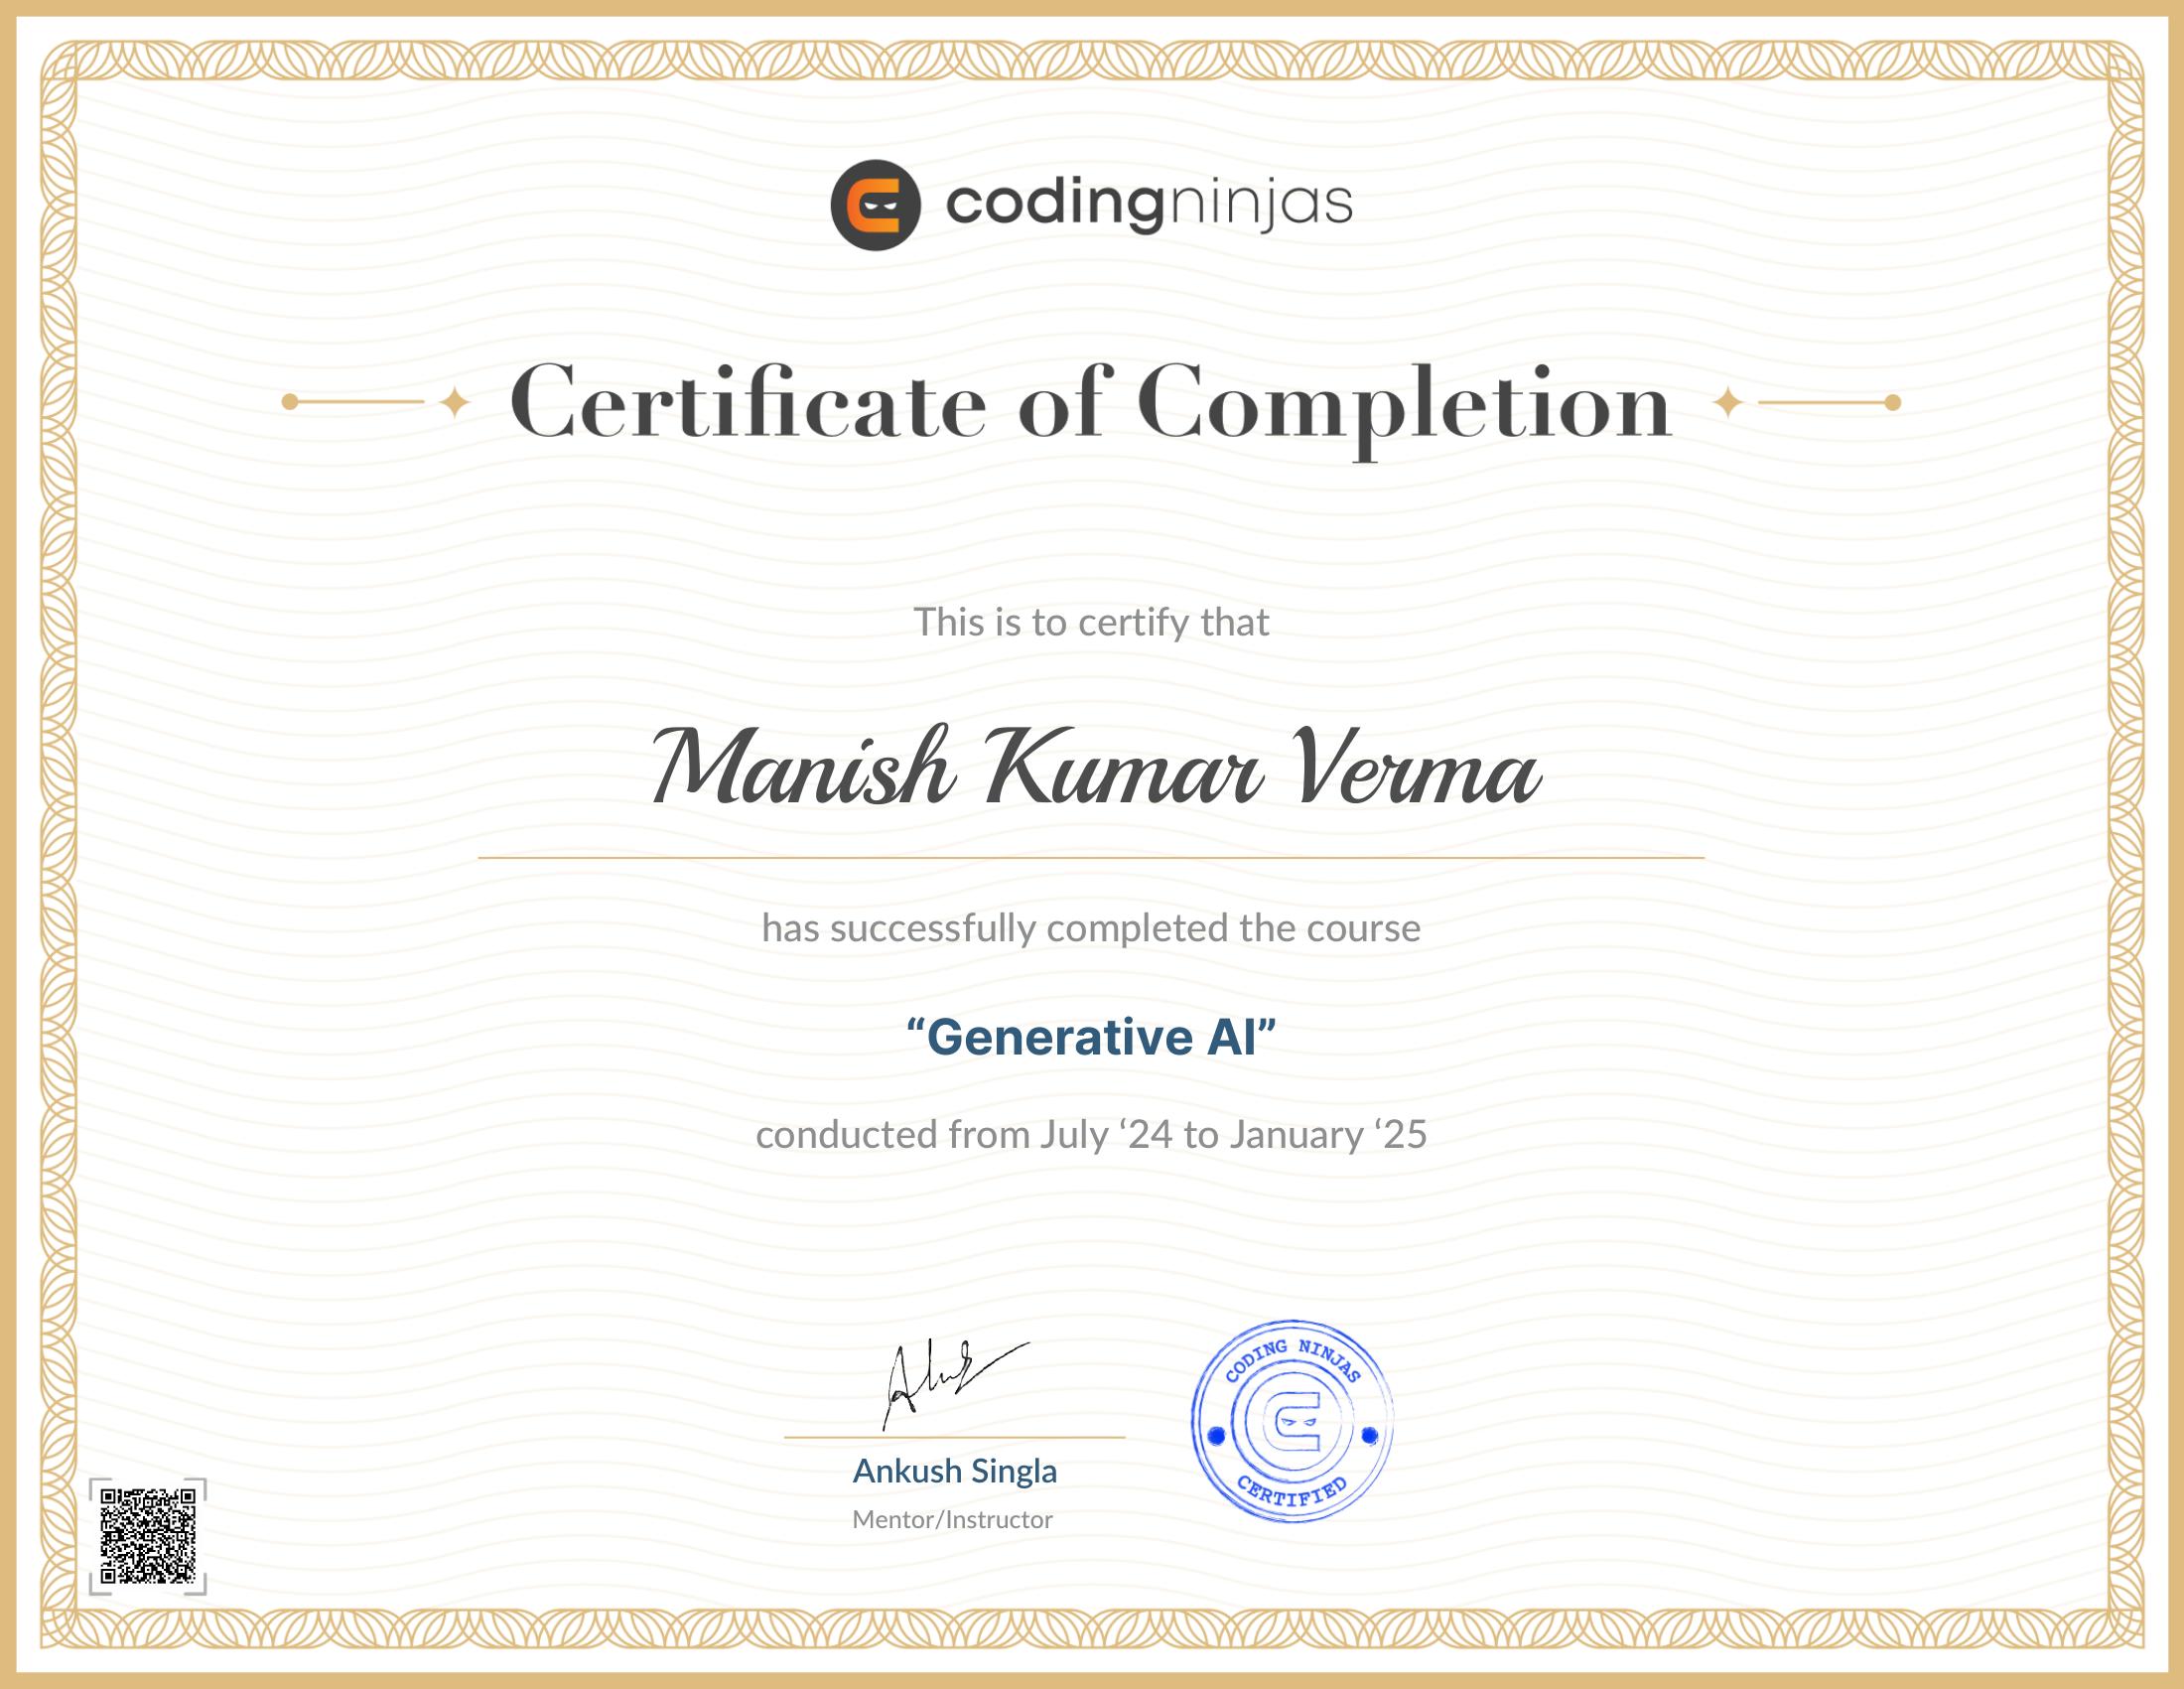 codingninjas
Certificate of Completion
This is to certify that
Manish Kumar Verma
has successfully completed the course
“Generative AI”
conducted from July ‘24 to January ‘25
Ankush Singla
Mentor/Instructor
CODING NINJAS
CERTIFIED